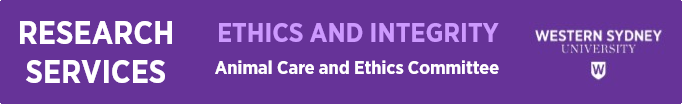 RESEARCH
SERVICES
ETHICS AND INTEGRITY
Animal Care and Ethics Committee
WESTERN SYDNEY
UNIVERSITY
W